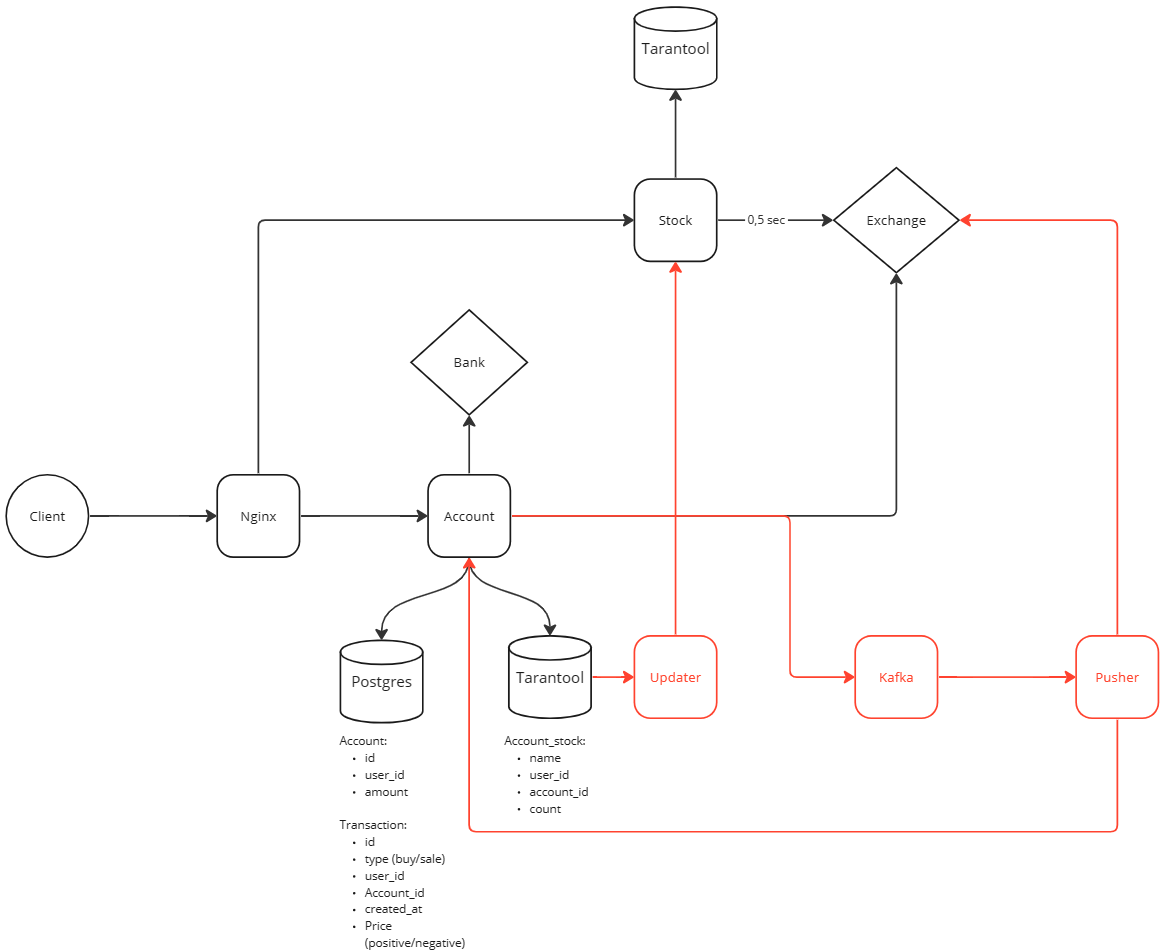 Tarantool
Stock
0,5 sec
Exchange
Bank
Client
Nginx
Account
Postgres
Tarantool
Updater
Kafka
Pusher
Account:
• id
• user_id
• amount
Transaction:
• id
• type (buy/sale)
• user_id
• Account_id
• created_at
• Price
(positive/negative)
Account_stock:
• name
• user_id
• account_id
• count